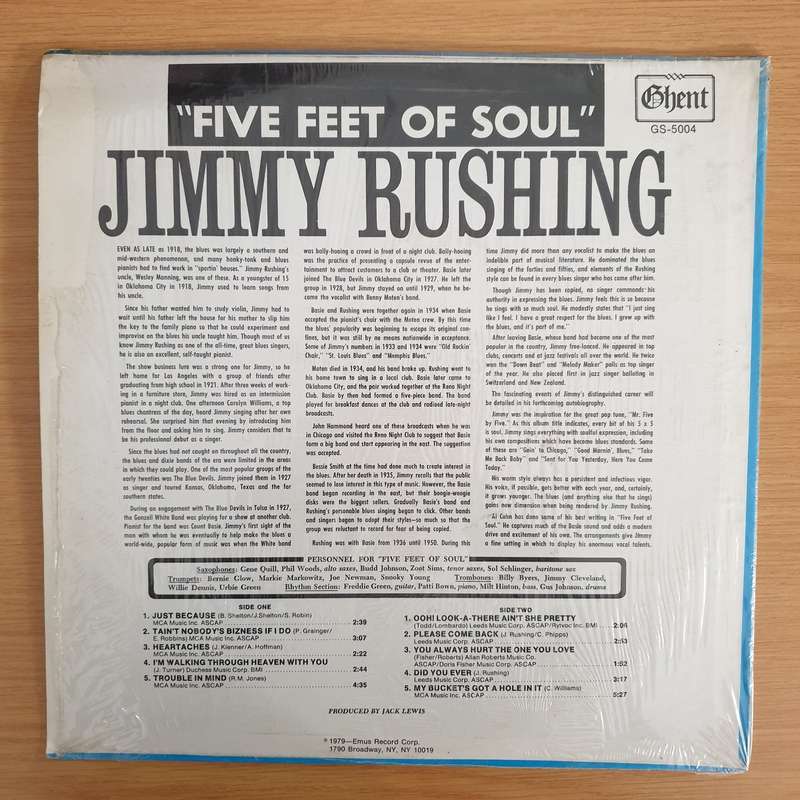 Ghent
GS-5004
"FIVE FEET OF SOUL"
JIMMY RUSHING
EVEN AS LATE as 1918, the blues was largely a southern and
mid-western phenomenon, and many honky-tonk and blues
pianists had to find work in "sportin' houses." Jimmy Rushing's
uncle, Wesley Manning, was one of these. As a youngster of 15
in Oklahoma City in 1918, Jimmy used to learn songs from
his uncle.
Since his father wanted him to study violin, Jimmy had to
wait until his father left the house for his mother to slip him
the key to the family piano so that he could experiment and
improvise on the blues his uncle taught him. Though most of us
know Jimmy Rushing as one of the all-time, great blues singers,
he is also an excellent, self-taught pianist.
The show business lure was a strong one for Jimmy, so he
left home for Los Angeles with a group of friends after
graduating from high school in 1921. After three weeks of work-
ing in a furniture store, Jimmy was hired as an intermission
pianist in a night club. One afternoon Carolyn Williams, a top
blues chantress of the day, heard Jimmy singing after her own
rehearsal. She surprised him that evening by introducing him
from the floor and asking him to sing. Jimmy considers that to
be his professional debut as a singer.
Since the blues had not caught on throughout all the country,
the blues and dixie bands of the era were limited in the areas
in which they could play. One of the most popular groups of the
early twenties was The Blue Devils. Jimmy joined them in 1927
as singer and toured Kansas, Oklahoma, Texas and the far
southern states.
During an engagement with The Blue Devils in Tulsa in 1927,
the Gonzell White Band was playing for a show at another club.
Pianist for the band was Count Basie. Jimmy's first sight of the
man with whom he was eventually to help make the blues a
world-wide, popular form of music was when the White band
was bally-hooing a crowd in front of a night club. Bally-hooing
was the practice of presenting a capsule revue of the enter-
tainment to attract customers to a club or theater. Basie later
joined The Blue Devils in Oklahoma City in 1927. He left the
group in 1928, but Jimmy stayed on until 1929, when he be-
came the vocalist with Benny Moten's band.
Basie and Rushing were together again in 1934 when Basie
accepted the pianist's chair with the Moten crew. By this time
the blues' popularity was beginning to escape its original con-
fines, but it was still by no means nationwide in acceptance.
Some of Jimmy's numbers in 1933 and 1934 were "Old Rockin'
Chair," "St. Louis Blues" and "Memphis Blues."
Moten died in 1934, and his band broke up. Rushing went to
his home town to sing in a local club. Basie later came to
Oklahoma City, and the pair worked together at the Reno Night
Club. Basie by then had formed a five-piece band. The band
played for breakfast dances at the club and radioed late-night
broadcasts.
John Hammond heard one of these broadcasts when he was
in Chicago and visited the Reno Night Club to suggest that Basie
form a big band and start appearing in the east. The suggestion
was accepted.
Bessie Smith at the time had done much to create interest in
the blues. After her death in 1935, Jimmy recalls that the public
seemed to lose interest in this type of music. However, the Basie
band began recording in the east, but their boogie-woogie
disks were the biggest sellers. Gradually Basie's band and
Rushing's personable blues singing began to click. Other bands
and singers began to adopt their styles—so much so that the
group was reluctant to record for fear of being copied.
Rushing was with Basie from 1936 until 1950. During this
time Jimmy did more than any vocalist to make the blues an
indelible part of musical literature. He dominated the blues
singing of the forties and fifties, and elements of the Rushing
style can be found in every blues singer who has come after him.
Though Jimmy has been copied, no singer commands his
authority in expressing the blues. Jimmy feels this is so because
he sings with so much soul. He modestly states that "I just sing
like I feel. I have a great respect for the blues. I grew up with
the blues, and it's part of me."
After leaving Basie, whose band had become one of the most
popular in the country, Jimmy free-lanced. He appeared in top
clubs, concerts and at jazz festivals all over the world. He twice
won the "Down Beat" and "Melody Maker" polls as top singer
of the year. He also placed first in jazz singer balloting in
Switzerland and New Zealand.
The fascinating events of Jimmy's distinguished career will
be detailed in his forthcoming autobiography.
Jimmy was the inspiration for the great pop tune, "Mr. Five
by Five." As this album title indicates, every bit of his 5 x 5
is soul. Jimmy sings everything with soulful expression, including
his own compositions which have become blues standards. Some
of these are "Goin' to Chicago," "Good Mornin', Blues," "Take
Me Back Baby" and "Sent for You Yesterday, Here You Come
Today."
His warm style always has a persistent and infectious vigor.
His voice, if possible, gets better with each year, and, certainly,
it grows younger. The blues (and anything else that he sings)
gains new dimension when being rendered by Jimmy Rushing.
Al Cohn has done some of his best writing in "Five Feet of
Soul." He captures much of the Basie sound and adds a modern
drive and excitement of his own. The arrangements give Jimmy
a fine setting in which to display his enormous vocal talents.
PERSONNEL FOR "FIVE FEET OF SOUL"
Saxophones: Gene Quill, Phil Woods, alto saxes, Budd Johnson, Zoot Sims, tenor saxes, Sol Schlinger, baritone sax
Trumpets: Bernie Glow, Markie Markowitz, Joe Newman, Snooky Young Trombones: Billy Byers, Jimmy Cleveland,
Willie Dennis, Urbie Green Rhythm Section: Freddie Green, guitar, Patti Bown, piano, Milt Hinton, bass, Gus Johnson, drums
SIDE ONE
1. JUST BECAUSE (B. Shelton/J.Shelton/S. Robin)
MCA Music Inc. ASCAP 2:39
2. TAIN'T NOBODY'S BIZNESS IF I DO (P. Grainger/
E. Robbins) MCA Music Inc. ASCAP 3:07
3. HEARTACHES (J. Klenner/A. Hoffman)
MCA Music Inc. ASCAP 2:22
4. I'M WALKING THROUGH HEAVEN WITH YOU
(J. Turner) Duchess Music Corp. BMI 2:44
5. TROUBLE IN MIND (R.M. Jones)
MCA Music Inc. ASCAP 4:35
SIDE TWO
1. OOH! LOOK-A-THERE AIN'T SHE PRETTY
(Todd/Lombardo) Leeds Music Corp. ASCAP/Rytvoc Inc. BMI 2:06
2. PLEASE COME BACK (J. Rushing/C. Phipps)
Leeds Music Corp. ASCAP
3. YOU ALWAYS HURT THE ONE YOU LOVE
(Fisher/Roberts) Allan Roberts Music Co.
ASCAP/Doris Fisher Music Corp. ASCAP
4. DID YOU EVER (J. Rushing)
Leeds Music Corp. ASCAP 3:17
5. MY BUCKET'S GOT A HOLE IN IT (C. Williams)
MCA Music Inc. ASCAP 5:27
PRODUCED BY JACK LEWIS
℗1979—Emus Record Corp.
1790 Broadway, NY, NY 10019